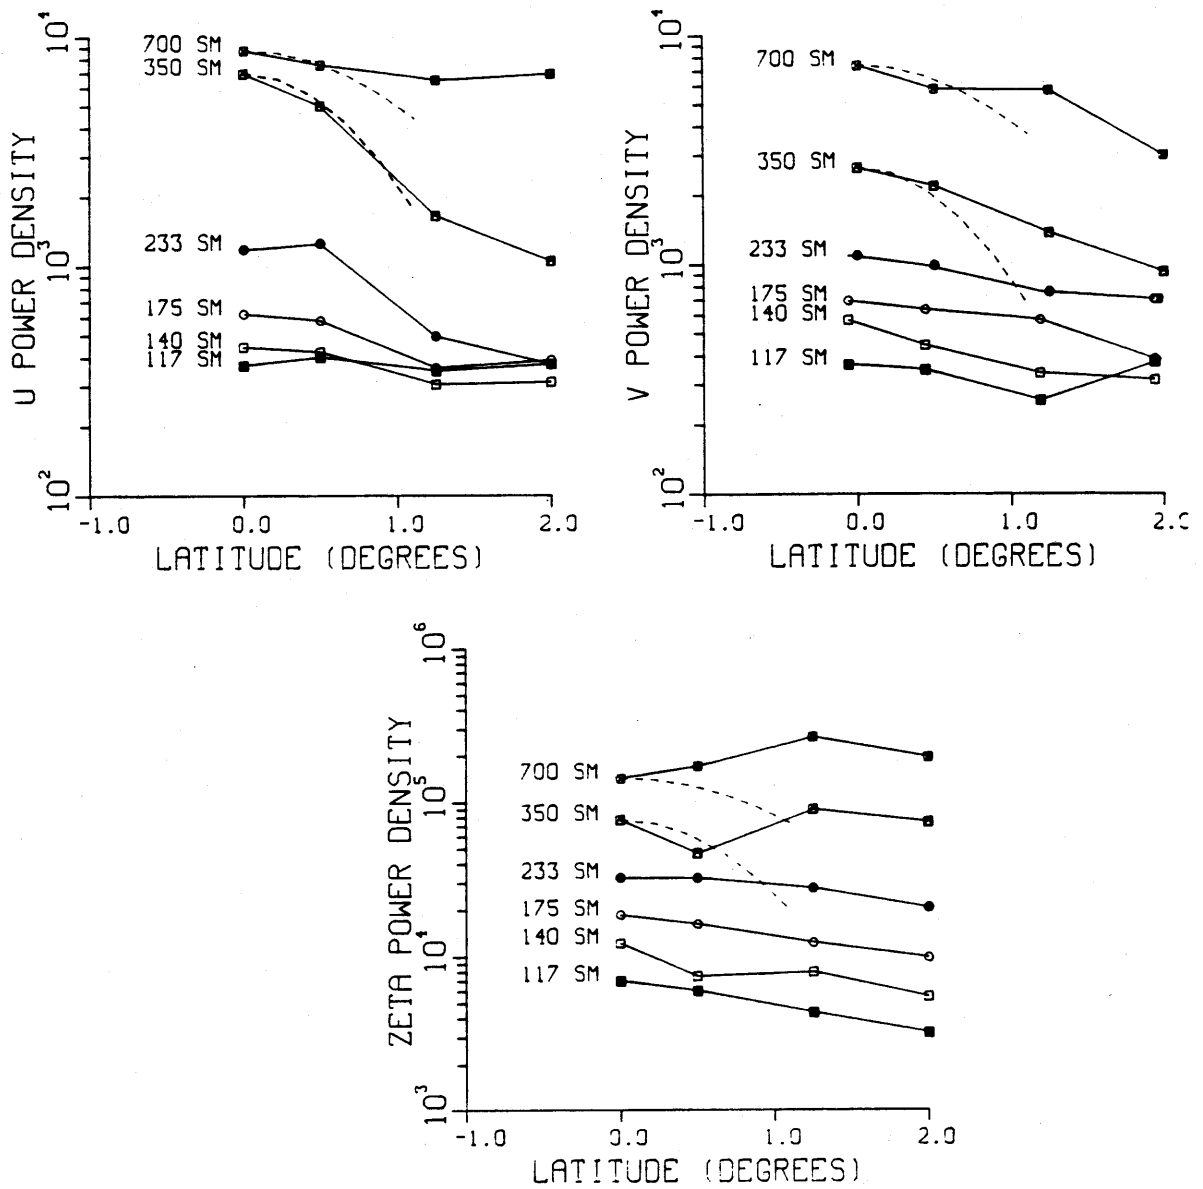 U POWER DENSITY
10^4
10^3
10^2
700 SM
350 SM
233 SM
175 SM
140 SM
117 SM
-1.0 0.0 1.0 2.0
LATITUDE (DEGREES)
V POWER DENSITY
10^4
10^3
10^2
700 SM
350 SM
233 SM
175 SM
140 SM
117 SM
-1.0 0.0 1.0 2.0
LATITUDE (DEGREES)
ZETA POWER DENSITY
10^6
10^5
10^4
10^3
700 SM
350 SM
233 SM
175 SM
140 SM
117 SM
-1.0 0.0 1.0 2.0
LATITUDE (DEGREES)